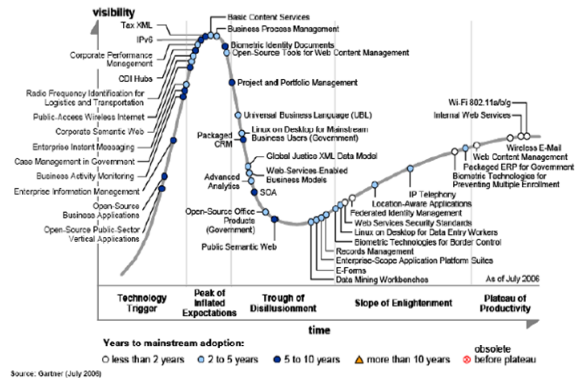 visibility
Tax XML
IPv6
Corporate Performance
Management
CDI Hubs
Radio Frequency Identification for
Logistics and Transportation
Public-Access Wireless Internet
Corporate Semantic Web
Enterprise Instant Messaging
Case Management in Government
Business Activity Monitoring
Enterprise Information Management
Open-Source
Business Applications
Open-Source Public-Sector
Vertical Applications
Basic Content Services
Business Process Management
Biometric Identity Documents
Open-Source Tools for Web Content Management
Project and Portfolio Management
Universal Business Language (UBL)
Linux on Desktop for Mainstream
Business Users (Government)
Packaged
CRM
Global Justice XML Data Model
Web-Services-Enabled
Business Models
Advanced
Analytics
SOA
Open-Source Office
Products
(Government)
Public Semantic Web
Wi-Fi 802.11a/b/g
Internal Web Services
Wireless E-Mail
Web Content Management
Packaged ERP for Government
Biometric Technologies for
Preventing Multiple Enrollment
IP Telephony
Location-Aware Applications
Federated Identity Management
Web Services Security Standards
Linux on Desktop for Data Entry Workers
Biometric Technologies for Border Control
Records Management
Enterprise-Scope Application Platform Suites
E-Forms
Data Mining Workbenches
As of July 2006
Technology
Trigger
Peak of
Inflated
Expectations
Trough of
Disillusionment
Slope of Enlightenment
Plateau of
Productivity
time
Years to mainstream adoption:
less than 2 years
2 to 5 years
5 to 10 years
more than 10 years
obsolete
before plateau
Source: Gartner (July 2006)